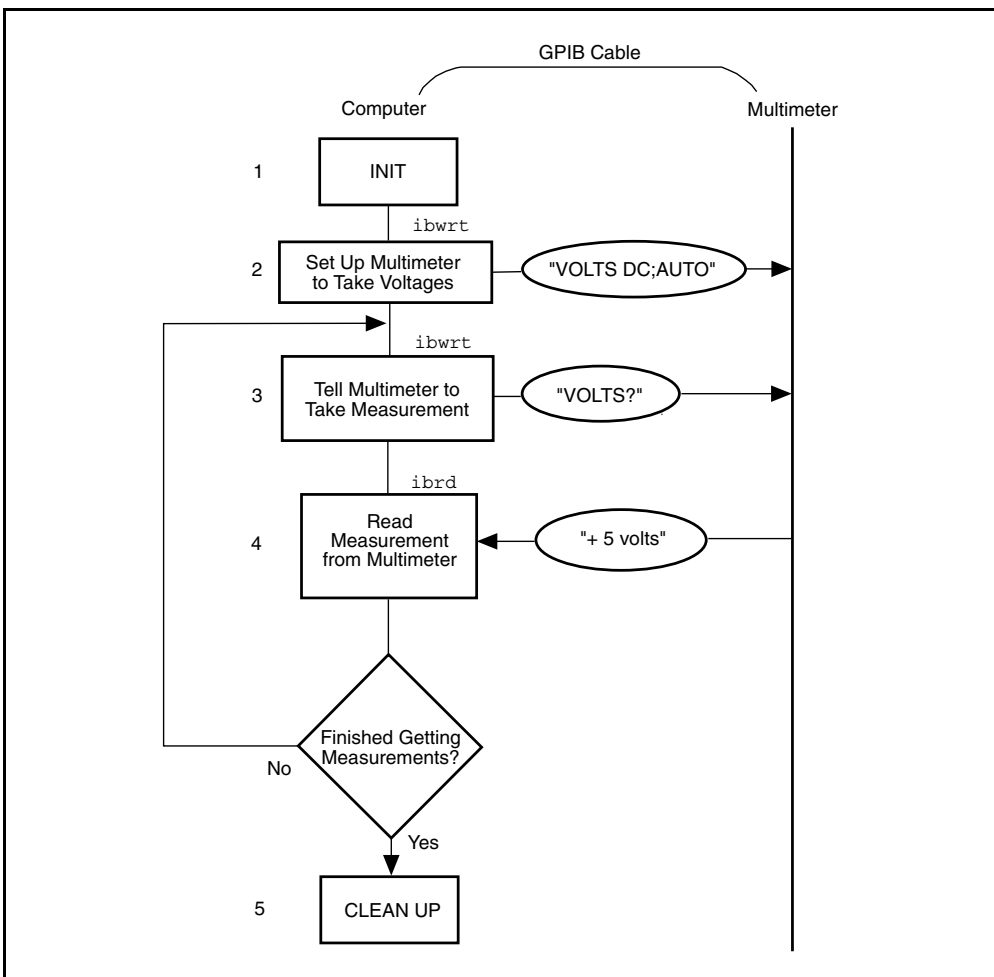 GPIB Cable
Computer
Multimeter
1
INIT
ibwrt
2
Set Up Multimeter
to Take Voltages
"VOLTS DC;AUTO"
ibwrt
3
Tell Multimeter to
Take Measurement
"VOLTS?"
ibrd
4
Read
Measurement
from Multimeter
"+ 5 volts"
Finished Getting
Measurements?
No
Yes
5
CLEAN UP